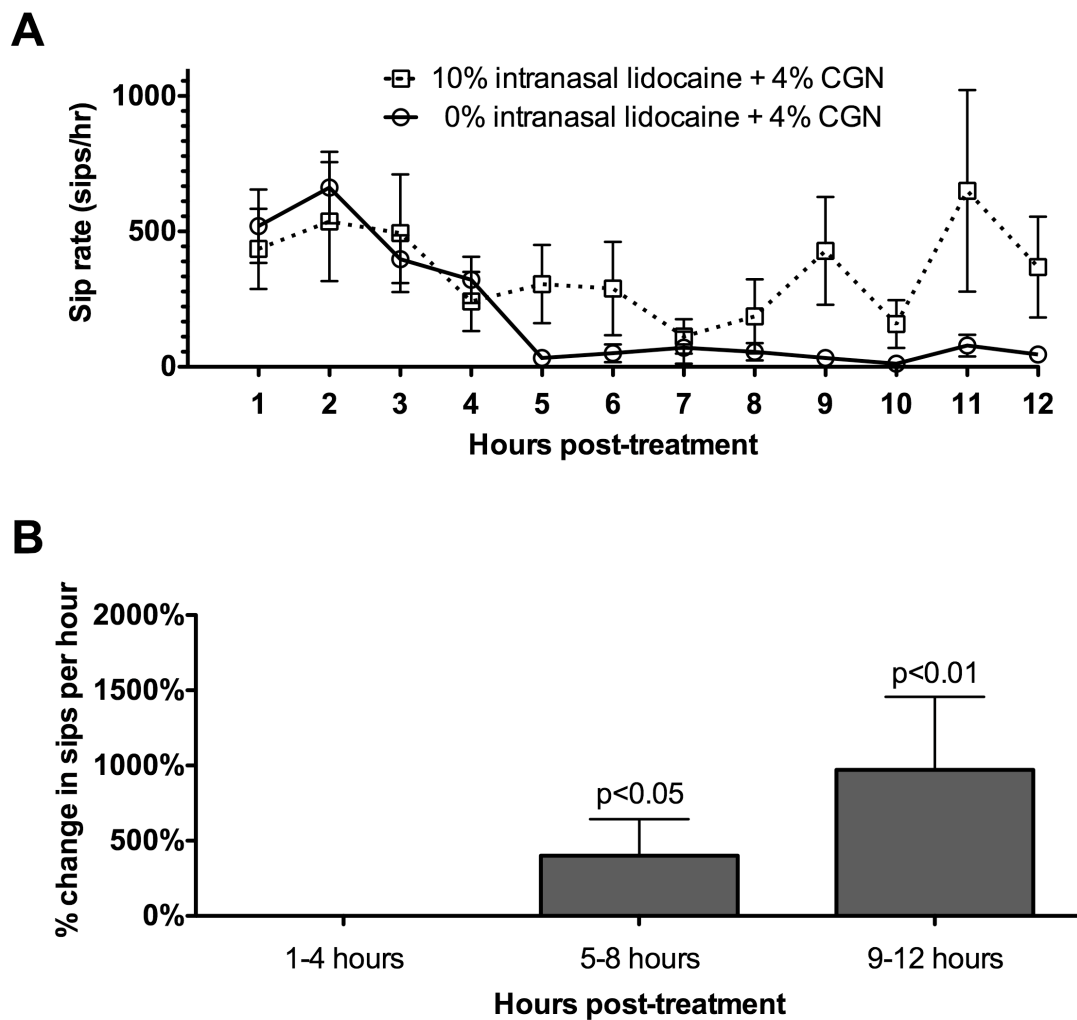 A
10% intranasal lidocaine + 4% CGN
0% intranasal lidocaine + 4% CGN
Sip rate (sips/hr)
1000
500
0
1 2 3 4 5 6 7 8 9 10 11 12
Hours post-treatment
B
% change in sips per hour
2000%
1500%
1000%
500%
0%
p<0.05
p<0.01
1-4 hours 5-8 hours 9-12 hours
Hours post-treatment